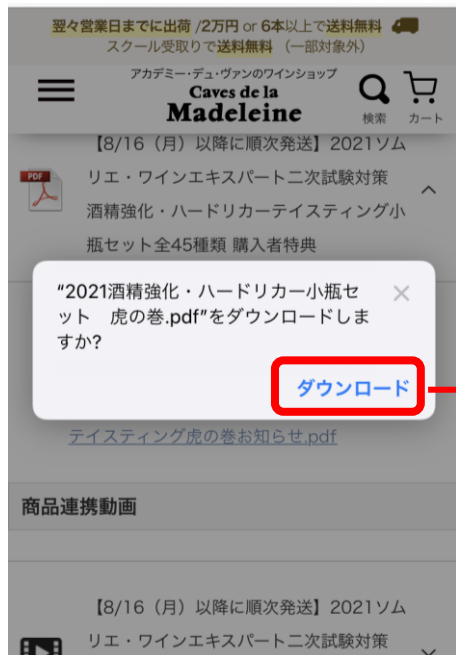 翌々営業日までに出荷 /2万円 or 6本以上で送料無料
スクール受取りで送料無料 （一部対象外）
アカデミー・デュ・ヴァンのワインショップ
Caves de la
Madeleine
検索
カート
【8/16（月）以降に順次発送】2021ソム
PDF
リエ・ワインエキスパート二次試験対策
酒精強化・ハードリカーテイスティング小
瓶セット全45種類 購入者特典
“2021酒精強化・ハードリカー小瓶セ
ット　虎の巻.pdf”をダウンロードしま
すか?
ダウンロード
テイスティング虎の巻お知らせ.pdf
商品連携動画
【8/16（月）以降に順次発送】2021ソム
リエ・ワインエキスパート二次試験対策